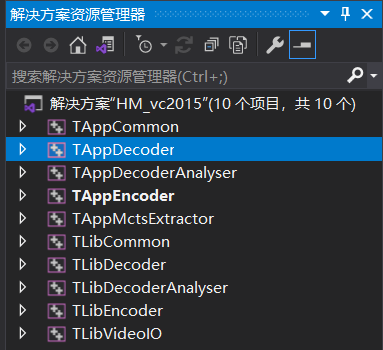 解决方案资源管理器
搜索解决方案资源管理器(Ctrl+;)
解决方案"HM_vc2015"(10 个项目，共 10 个)
TAppCommon
TAppDecoder
TAppDecoderAnalyser
TAppEncoder
TAppMctsExtractor
TLibCommon
TLibDecoder
TLibDecoderAnalyser
TLibEncoder
TLibVideoIO